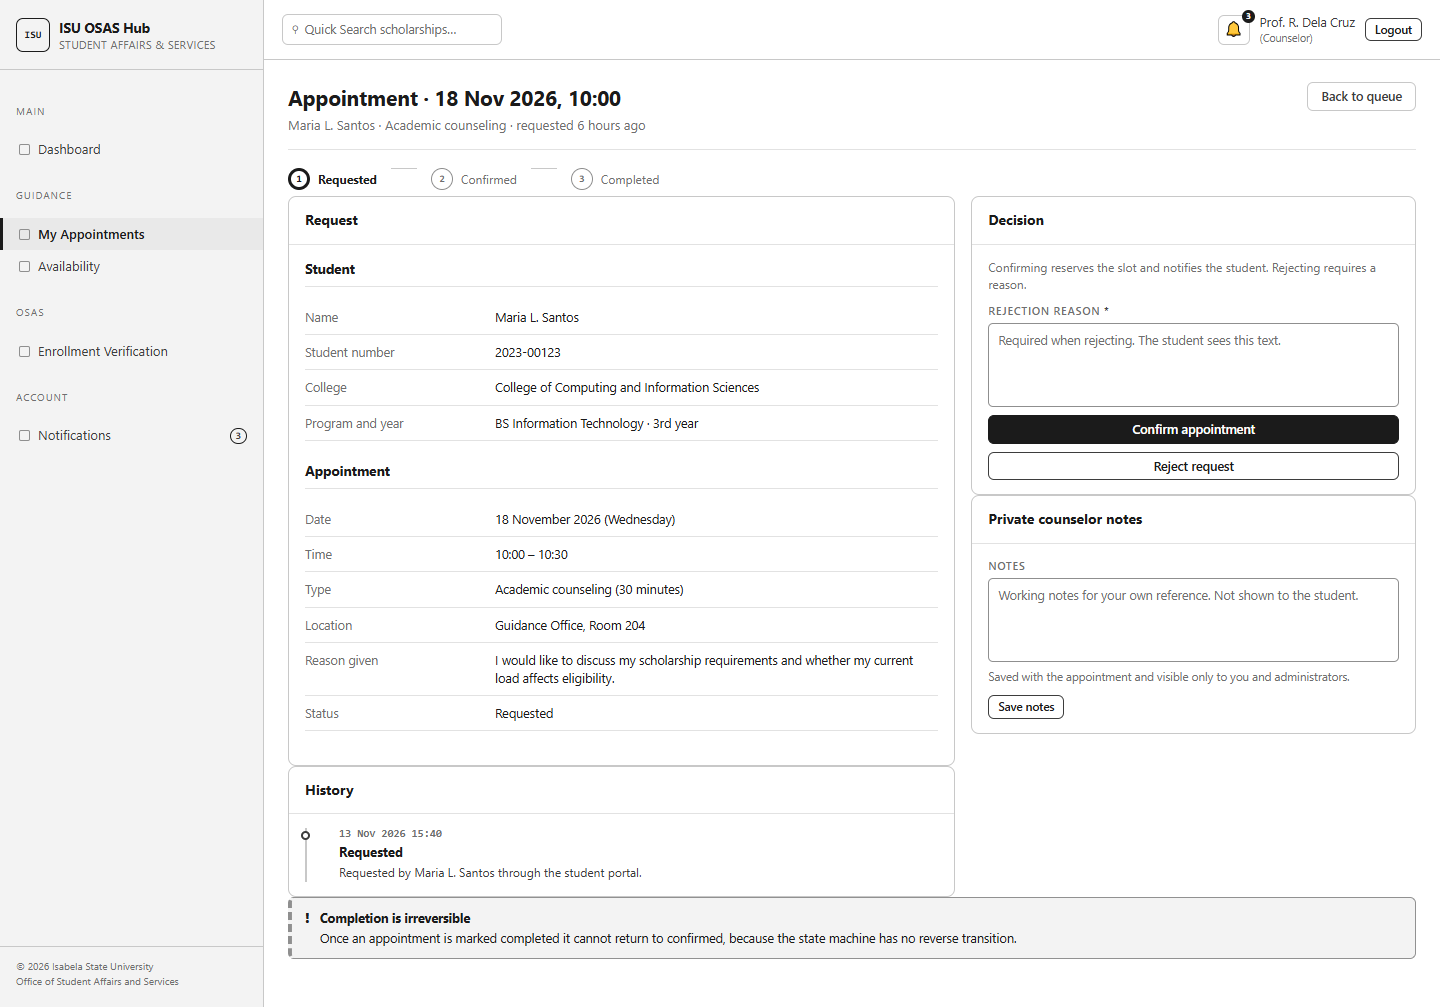 ISU
ISU OSAS Hub
STUDENT AFFAIRS & SERVICES
MAIN
Dashboard
GUIDANCE
My Appointments
Availability
OSAS
Enrollment Verification
ACCOUNT
Notifications
3
© 2026 Isabela State University
Office of Student Affairs and Services
Quick Search scholarships...
3
Prof. R. Dela Cruz
(Counselor)
Logout
Appointment · 18 Nov 2026, 10:00
Maria L. Santos · Academic counseling · requested 6 hours ago
Back to queue
1 Requested
2 Confirmed
3 Completed
Request
Student
Name Maria L. Santos
Student number 2023-00123
College College of Computing and Information Sciences
Program and year BS Information Technology · 3rd year
Appointment
Date 18 November 2026 (Wednesday)
Time 10:00 – 10:30
Type Academic counseling (30 minutes)
Location Guidance Office, Room 204
Reason given I would like to discuss my scholarship requirements and whether my current
load affects eligibility.
Status Requested
History
13 Nov 2026 15:40
Requested
Requested by Maria L. Santos through the student portal.
Decision
Confirming reserves the slot and notifies the student. Rejecting requires a
reason.
REJECTION REASON *
Required when rejecting. The student sees this text.
Confirm appointment
Reject request
Private counselor notes
NOTES
Working notes for your own reference. Not shown to the student.
Saved with the appointment and visible only to you and administrators.
Save notes
! Completion is irreversible
Once an appointment is marked completed it cannot return to confirmed, because the state machine has no reverse transition.